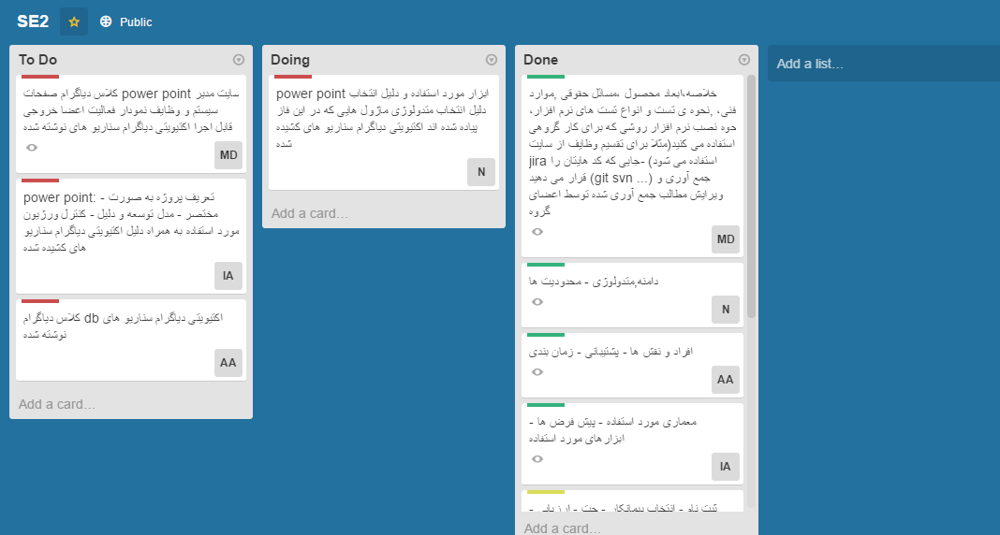 SE2
Public
To Do
سایت مدیر power point کلاس دیاگرام صفحات
سیستم و وظایف نمودار فعالیت اعضا خروجی
قابل اجرا اکتیویتی دیاگرام سناریو های نوشته شده
MD
power point: - تعریف پروژه به صورت
مختصر - مدل توسعه و دلیل - کنترل ورژیون
مورد استفاده به همراه دلیل اکتیویتی دیاگرام سناریو
های کشیده شده
IA
اکتیویتی دیاگرام سناریو های db کلاس دیاگرام
نوشته شده
AA
Add a card…
Doing
ابزار مورد استفاده و دلیل انتخاب power point
دلیل انتخاب متدولوژی ماژول هایی که در این فاز
پیاده شده اند اکتیویتی دیاگرام سناریو های کشیده
شده
N
Add a card…
Done
خلاصه،ابعاد محصول ،مسائل حقوقی ,موارد
فنی، ,نحوه ی تست و انواع تست های نرم افزار,
حوه نصب نرم افزار روشی که برای کار گروهی
استفاده می کنید(مثلا برای تقسیم وظایف از سایت
jira استفاده می شود) -جایی که کد هایتان را
قرار می دهید (git svn ...) جمع آوری و
ویرایش مطالب جمع آوری شده توسط اعضای
گروه
MD
دامنه,متدولوژی - محدودیت ها
N
افراد و نقش ها - پشتیبانی - زمان بندی
AA
معماری مورد استفاده - پیش فرض ها -
ابزارهای مورد استفاده
IA
ثبت نام - انتخاب پیمانکار - چت - ارزیابی -
Add a card…
Add a list…